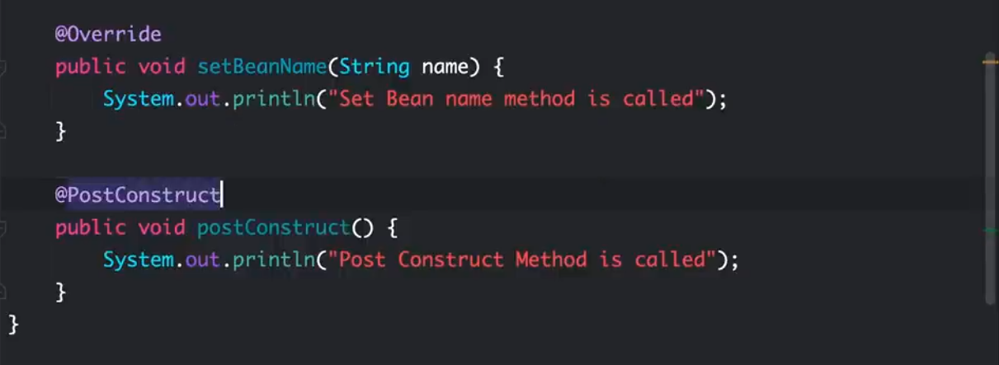 @Override
public void setBeanName(String name) {
System.out.println("Set Bean name method is called");
}
@PostConstruct
public void postConstruct() {
System.out.println("Post Construct Method is called");
}
}